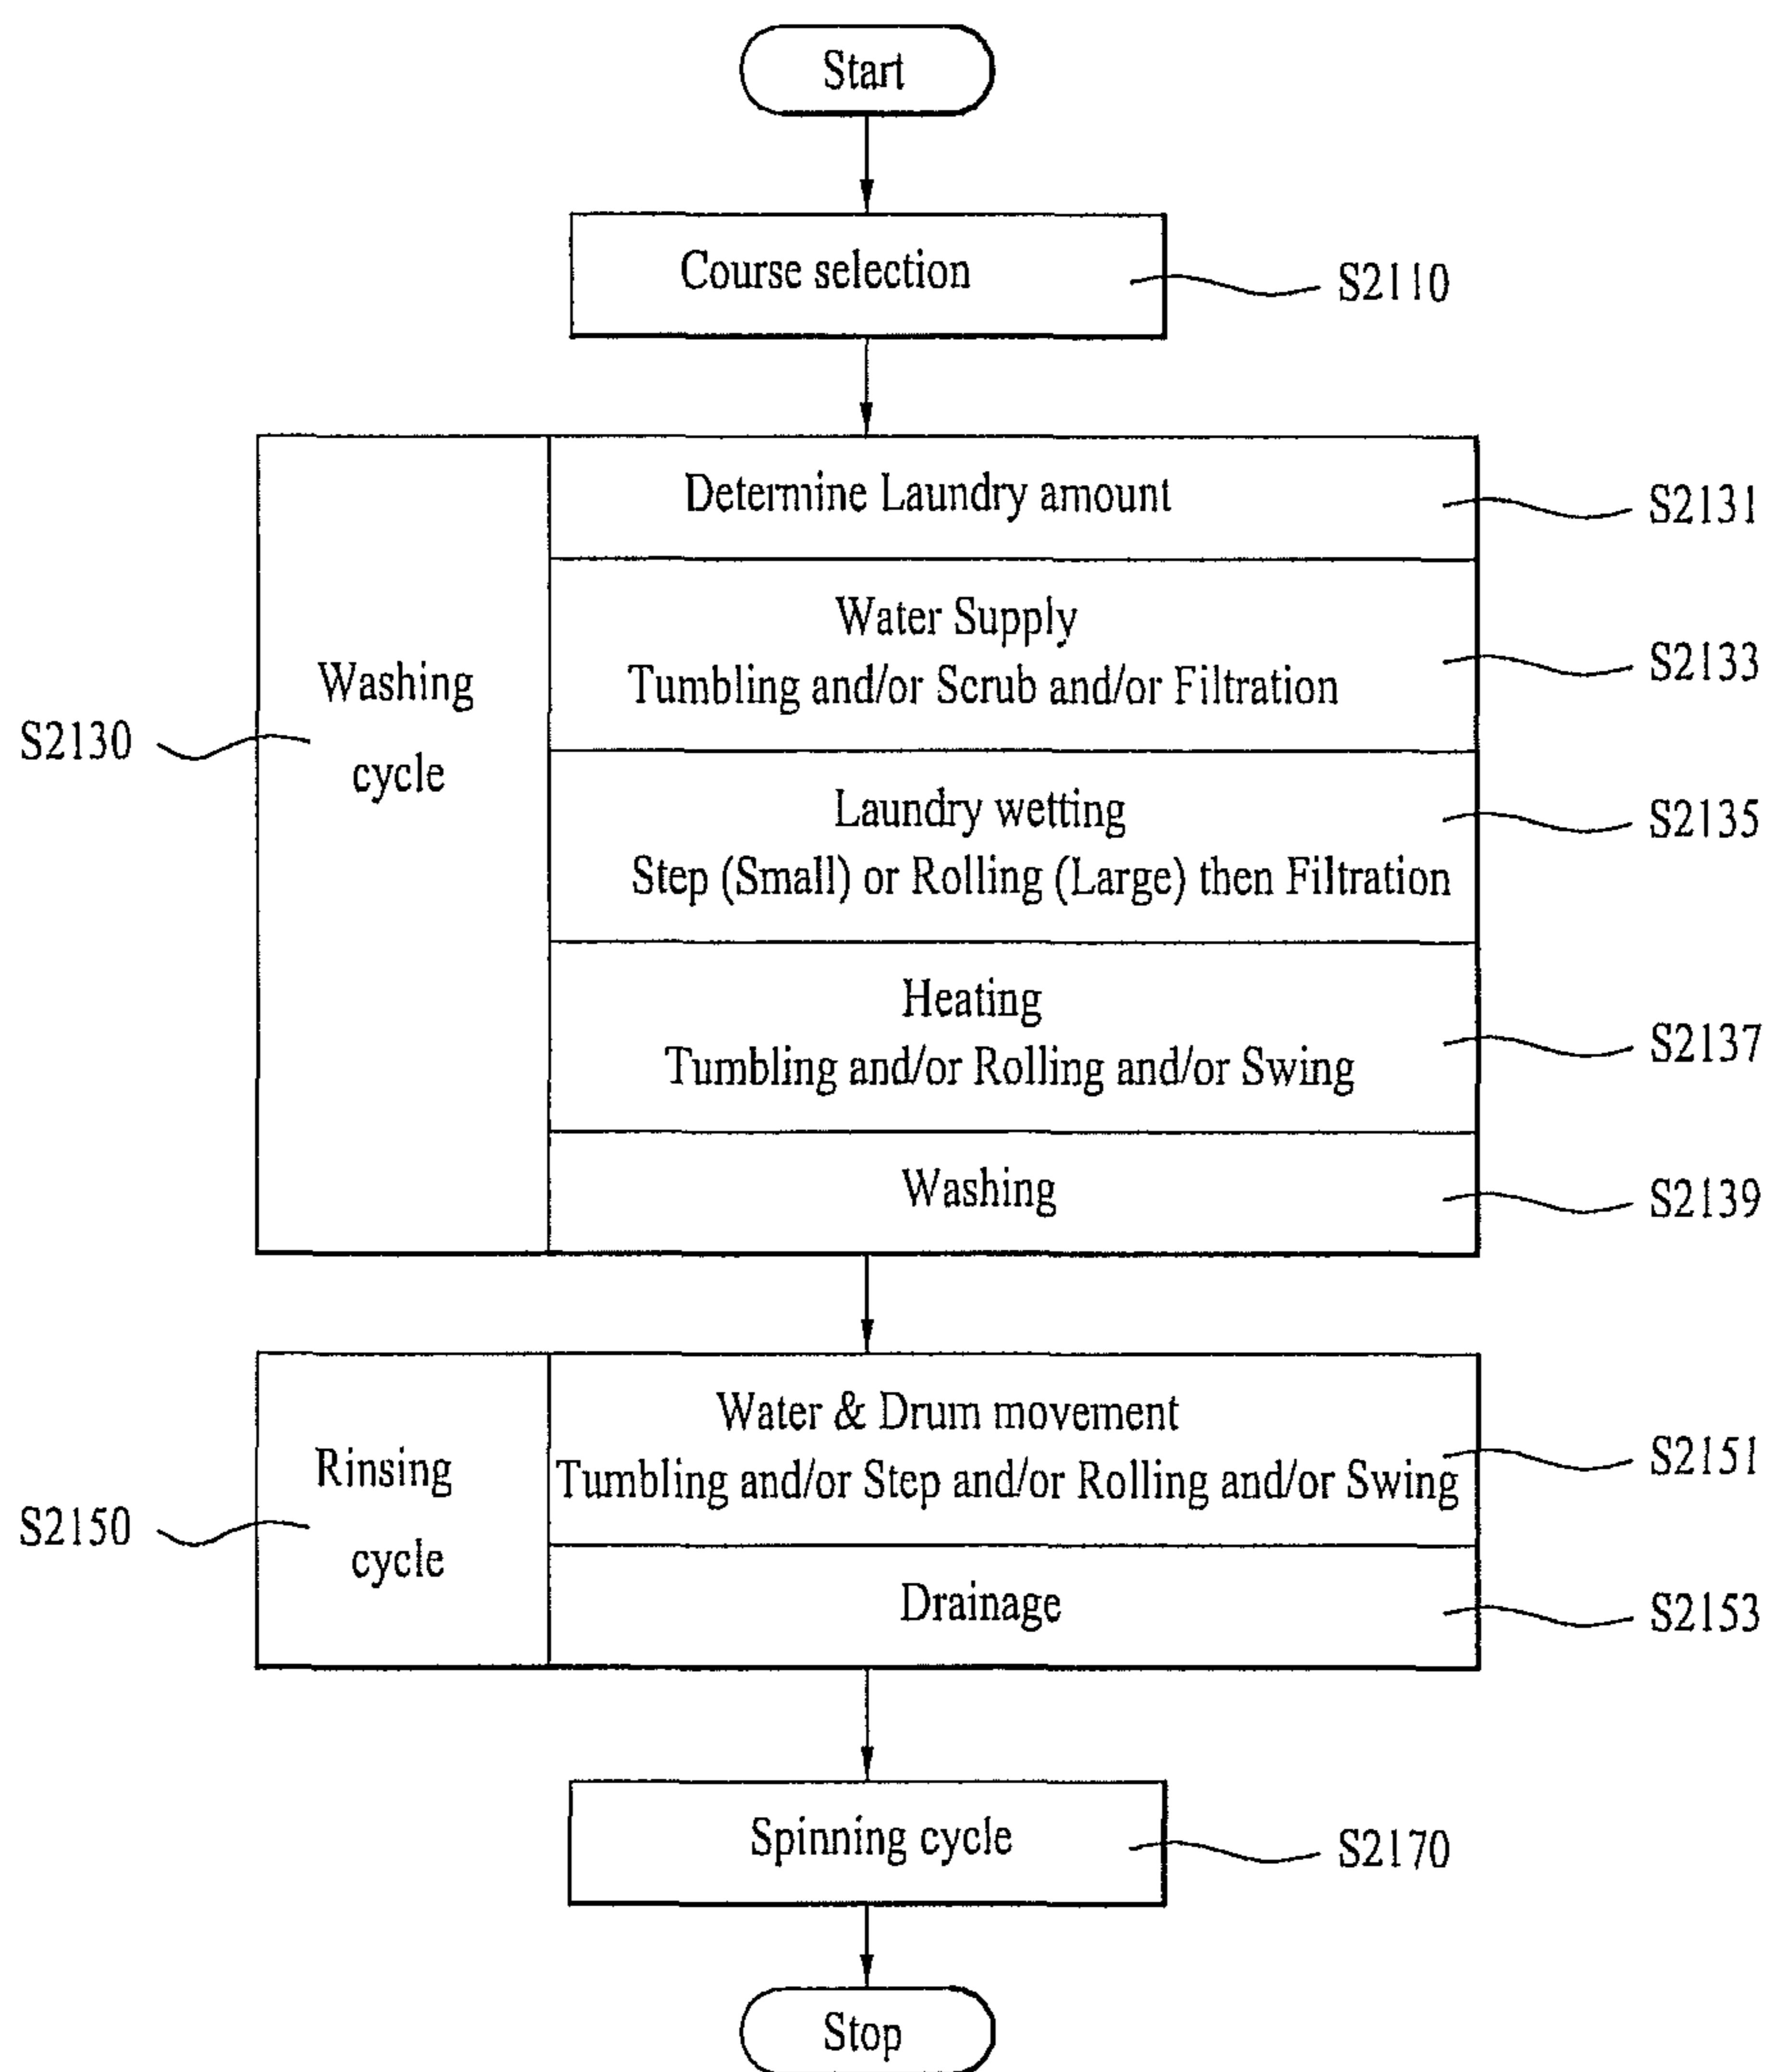 Start
Course selection
S2110
Determine Laundry amount
S2131
Water Supply
Tumbling and/or Scrub and/or Filtration
S2133
Washing
cycle
S2130
Laundry wetting
Step (Small) or Rolling (Large) then Filtration
S2135
Heating
Tumbling and/or Rolling and/or Swing
S2137
Washing
S2139
Water & Drum movement
Tumbling and/or Step and/or Rolling and/or Swing
S2151
Rinsing
cycle
S2150
Drainage
S2153
Spinning cycle
S2170
Stop